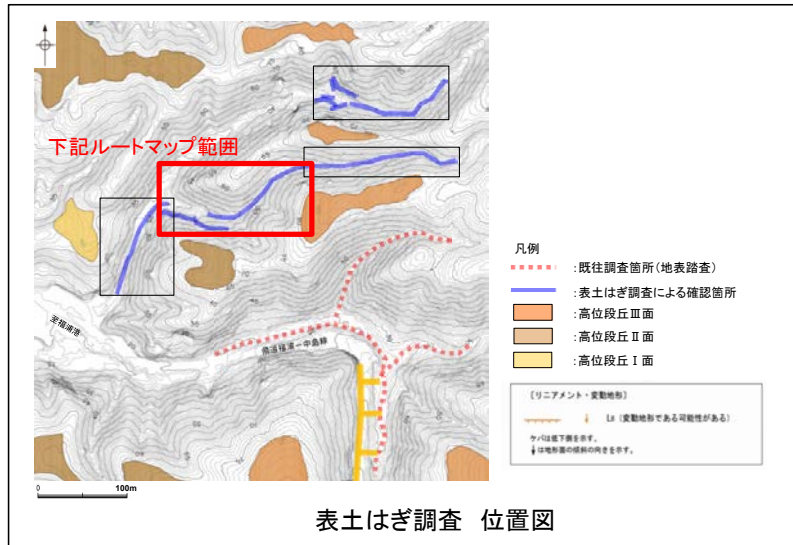 下記ルートマップ範囲
至福浦港
県道福浦ー中島線
0 100m
凡例
:既往調査箇所(地表踏査)
:表土はぎ調査による確認箇所
:高位段丘Ⅲ面
:高位段丘Ⅱ面
:高位段丘Ⅰ面
[リニアメント・変動地形]
(変動地形である可能性がある)
ケバは低下側を示す。
は地形面の傾斜の向きを示す。
表土はぎ調査 位置図